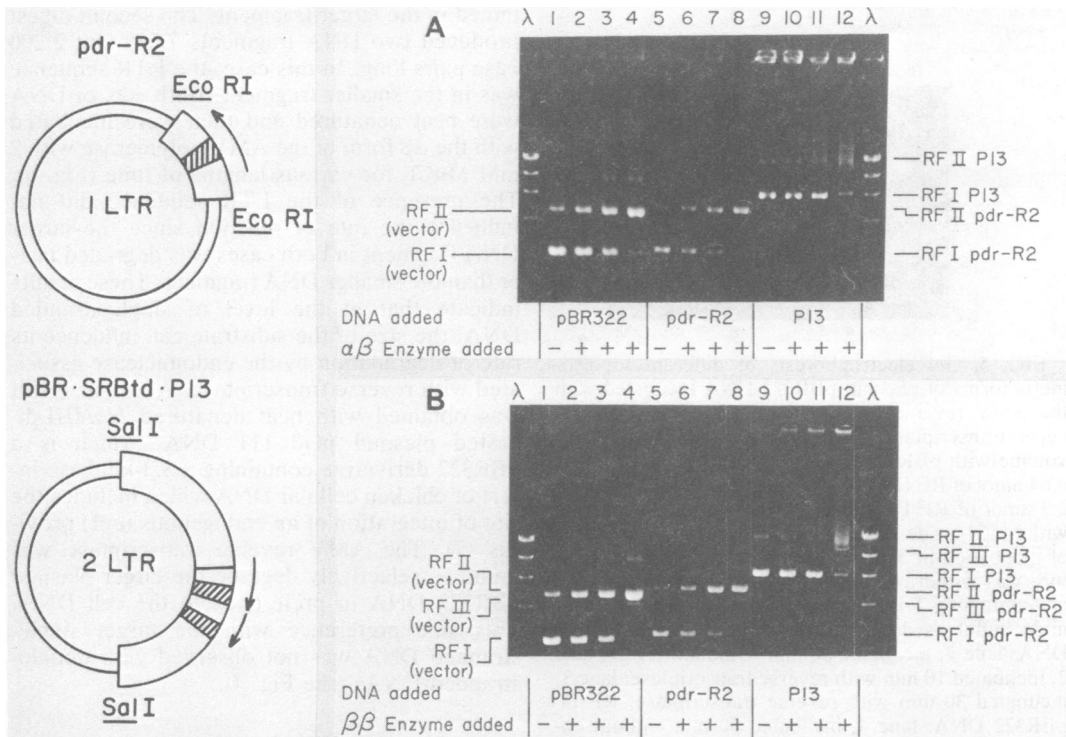 pdr-R2
Eco RI
1 LTR
Eco RI
A
λ 1 2 3 4 5 6 7 8 9 10 11 12 λ
RF II
(vector)
RF I
(vector)
RF II P13
RF I P13
RF II pdr-R2
RF I pdr-R2
DNA added pBR322 pdr-R2 P13
ββ Enzyme added − + + + − + + + − + + +
pBR·SRBtd·P13
Sal I
2 LTR
Sal I
B
λ 1 2 3 4 5 6 7 8 9 10 11 12 λ
RF II
(vector)
RF III
(vector)
RF I
(vector)
RF II P13
RF III P13
RF I P13
RF II pdr-R2
RF III pdr-R2
RF I pdr-R2
DNA added pBR322 pdr-R2 P13
ββ Enzyme added − + + + − + + + − + + +